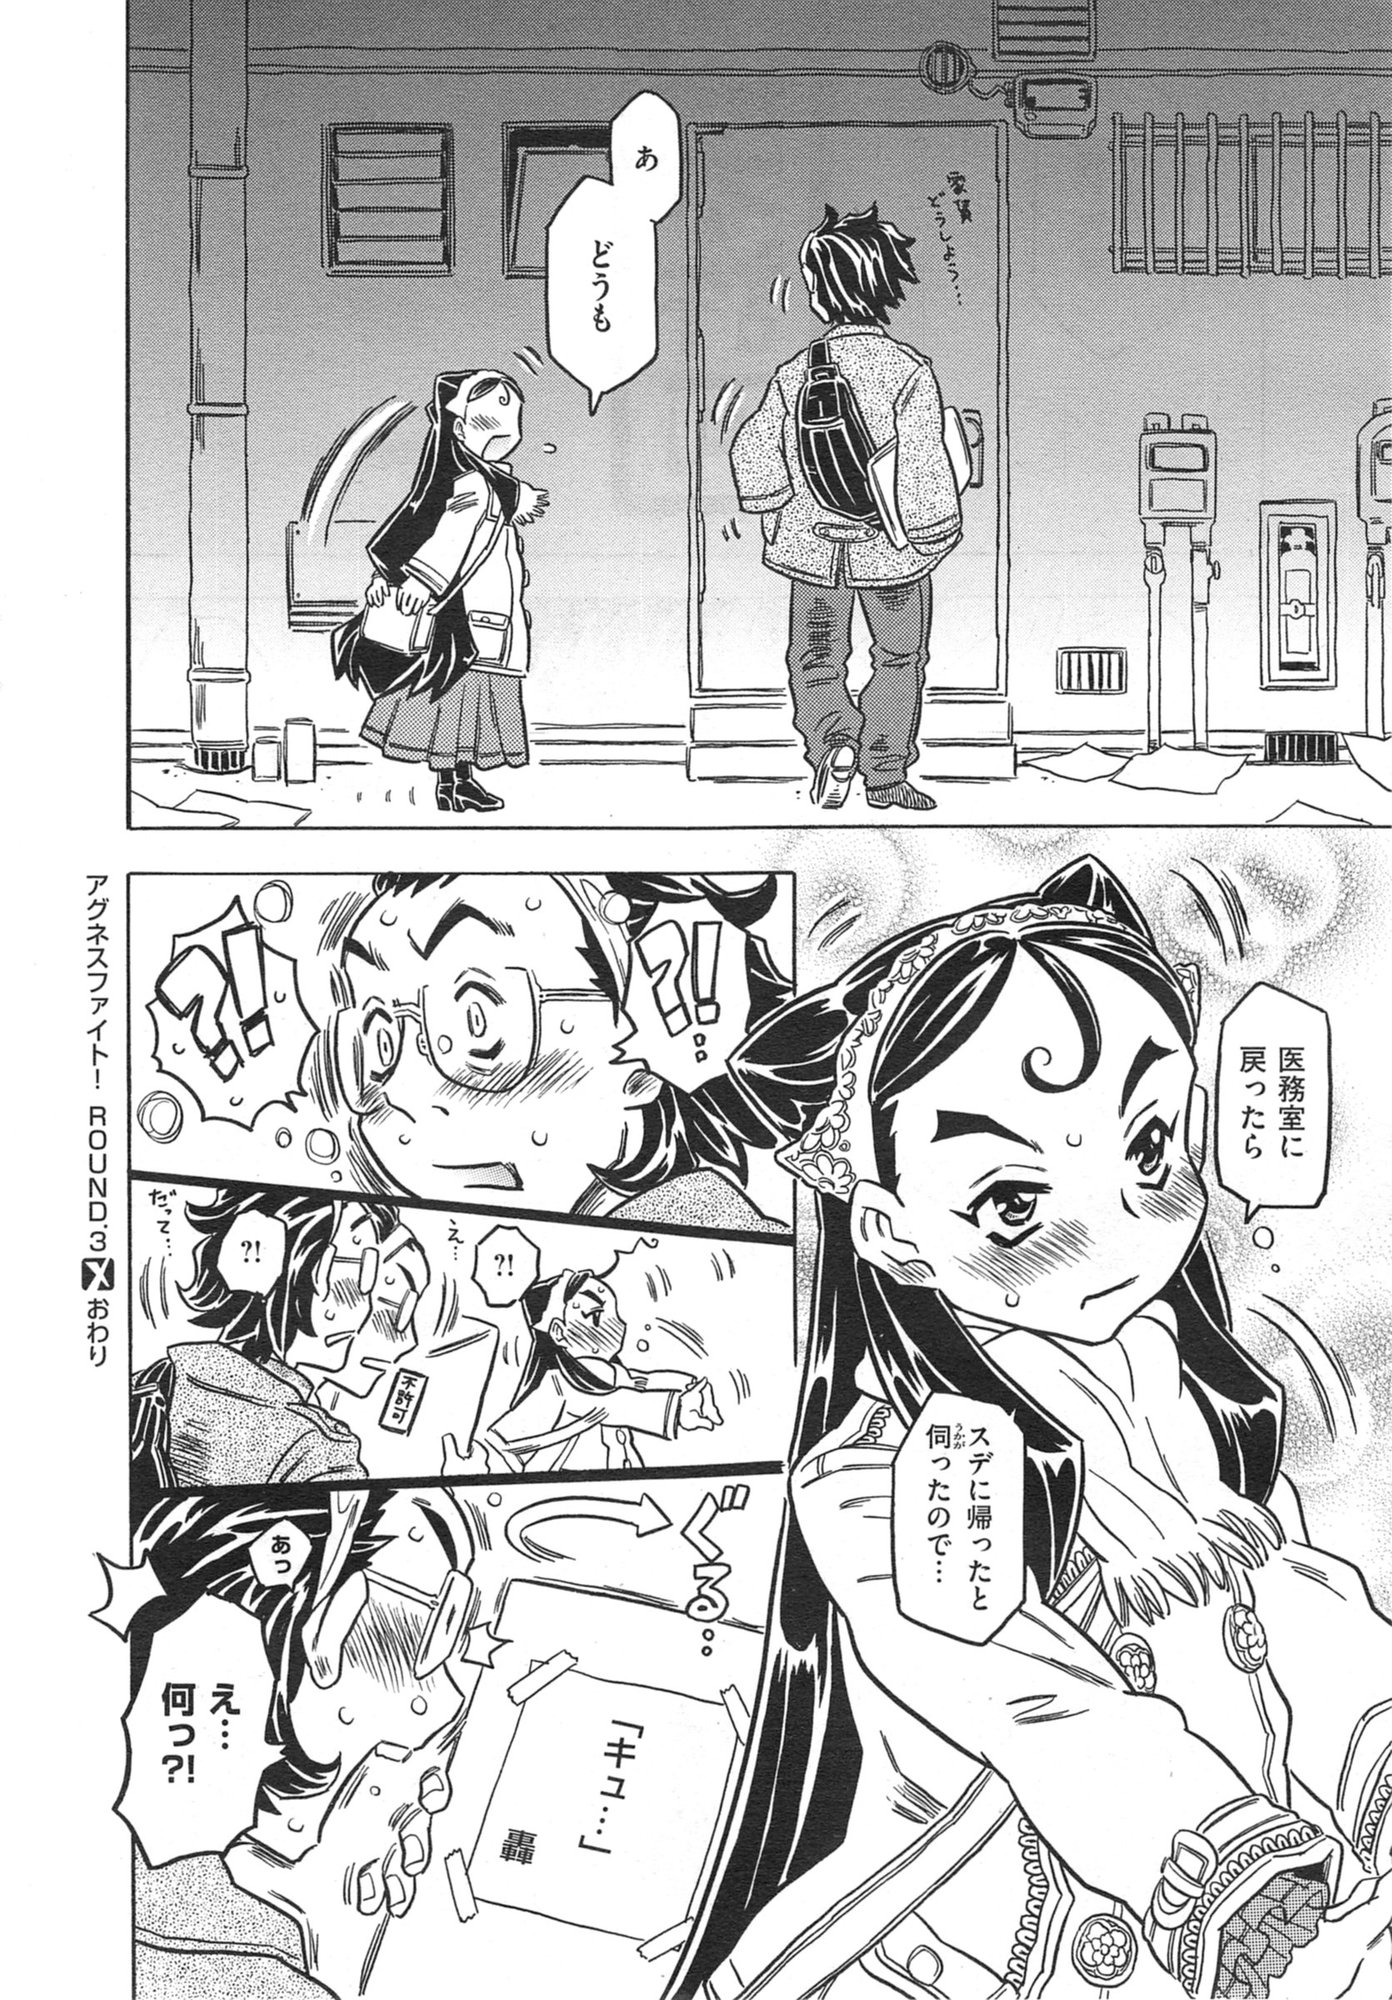 家賃
どうしよう…
あ
どうも
医務室に
戻ったら
スデに帰ったと
うかが
伺ったので…
?!
?!
え…
?!
?!
だって…
不許可
ぐる…
「キュ…」
轟
あっ
え…
何っ?!
アグネスファイト! ROUND.3 おわり